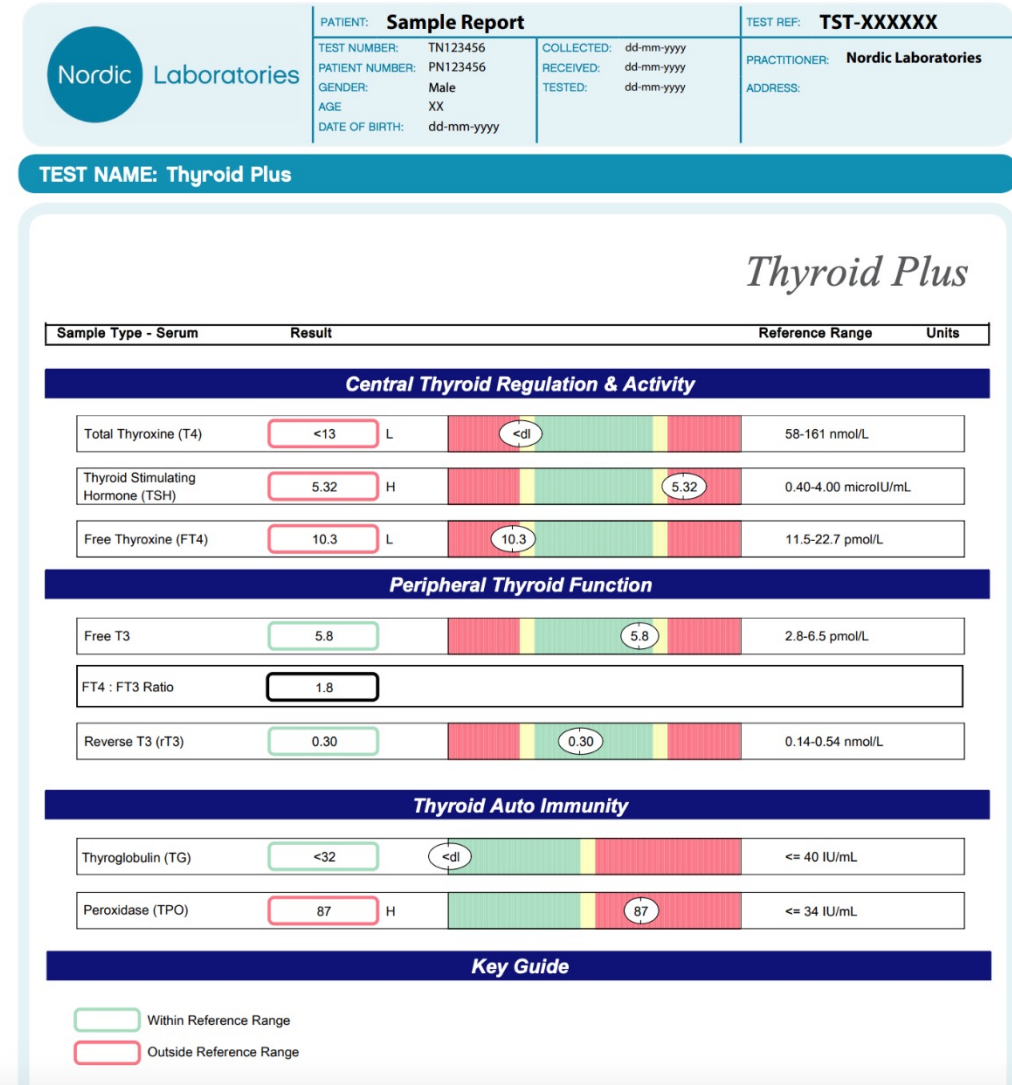 Nordic Laboratories
PATIENT: Sample Report
TEST NUMBER: TN123456
PATIENT NUMBER: PN123456
GENDER: Male
AGE XX
DATE OF BIRTH: dd-mm-yyyy
COLLECTED: dd-mm-yyyy
RECEIVED: dd-mm-yyyy
TESTED: dd-mm-yyyy
TEST REF: TST-XXXXXX
PRACTITIONER: Nordic Laboratories
ADDRESS:
TEST NAME: Thyroid Plus
Thyroid Plus
Sample Type - Serum Result Reference Range Units
Central Thyroid Regulation & Activity
Total Thyroxine (T4) <13 L <dl 58-161 nmol/L
Thyroid Stimulating
Hormone (TSH) 5.32 H 5.32 0.40-4.00 microIU/mL
Free Thyroxine (FT4) 10.3 L 10.3 11.5-22.7 pmol/L
Peripheral Thyroid Function
Free T3 5.8 5.8 2.8-6.5 pmol/L
FT4 : FT3 Ratio 1.8
Reverse T3 (rT3) 0.30 0.30 0.14-0.54 nmol/L
Thyroid Auto Immunity
Thyroglobulin (TG) <32 <dl <= 40 IU/mL
Peroxidase (TPO) 87 H 87 <= 34 IU/mL
Key Guide
Within Reference Range
Outside Reference Range